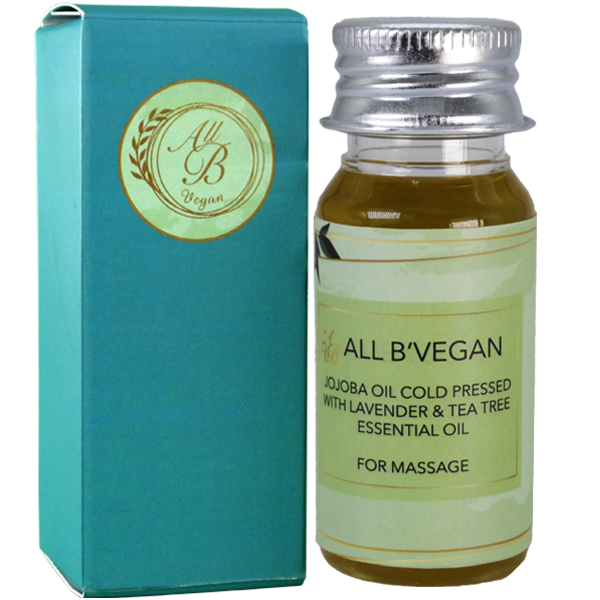 All
B
Vegan
ALL B'VEGAN
JOJOBA OIL COLD PRESSED
WITH LAVENDER & TEA TREE
ESSENTIAL OIL
FOR MASSAGE